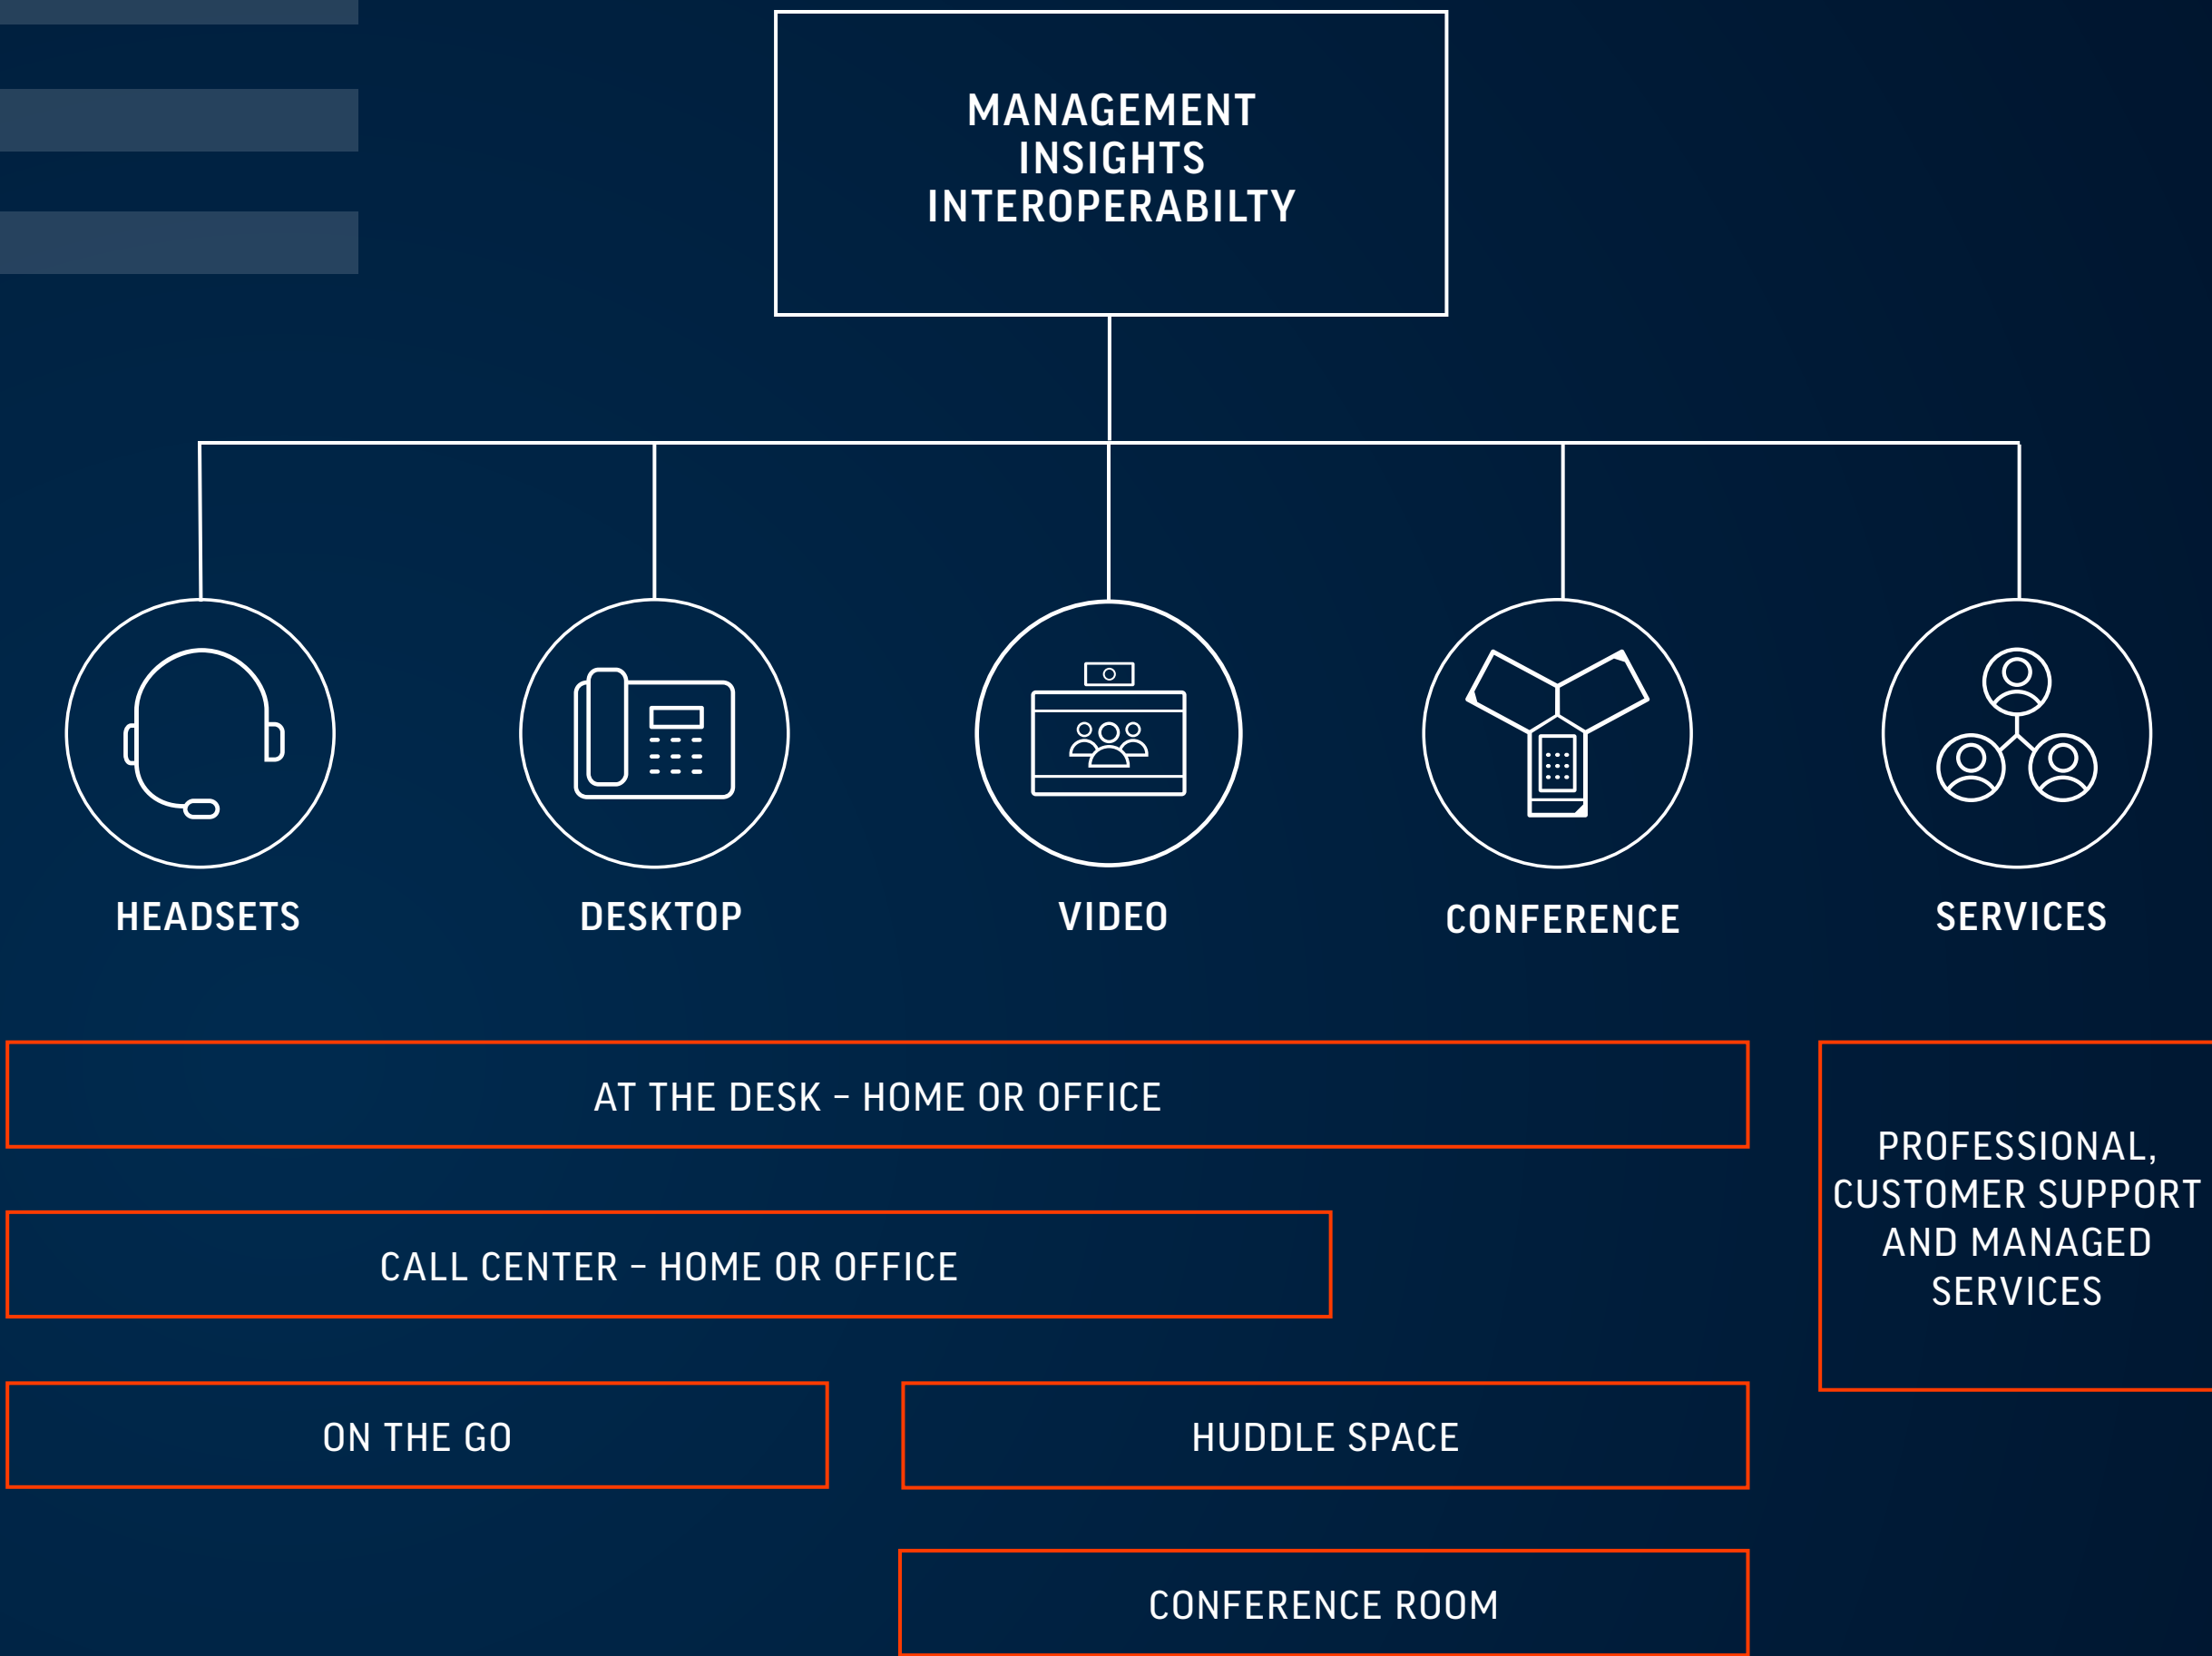 MANAGEMENT
INSIGHTS
INTEROPERABILTY
HEADSETS
DESKTOP
VIDEO
CONFERENCE
SERVICES
AT THE DESK – HOME OR OFFICE
CALL CENTER – HOME OR OFFICE
ON THE GO
HUDDLE SPACE
CONFERENCE ROOM
PROFESSIONAL,
CUSTOMER SUPPORT
AND MANAGED
SERVICES